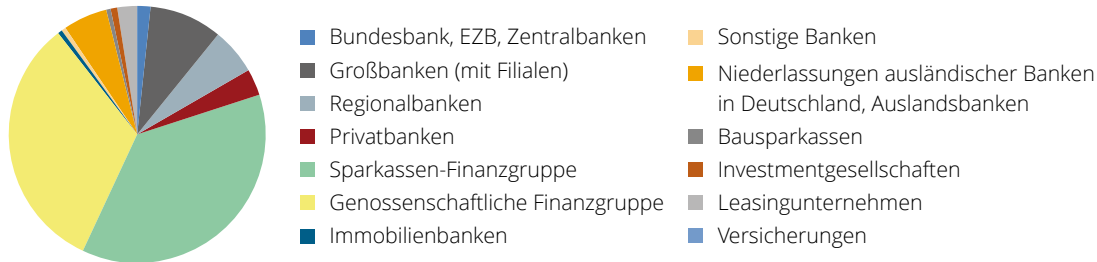 Bundesbank, EZB, Zentralbanken
Großbanken (mit Filialen)
Regionalbanken
Privatbanken
Sparkassen-Finanzgruppe
Genossenschaftliche Finanzgruppe
Immobilienbanken
Sonstige Banken
Niederlassungen ausländischer Banken
in Deutschland, Auslandsbanken
Bausparkassen
Investmentgesellschaften
Leasingunternehmen
Versicherungen